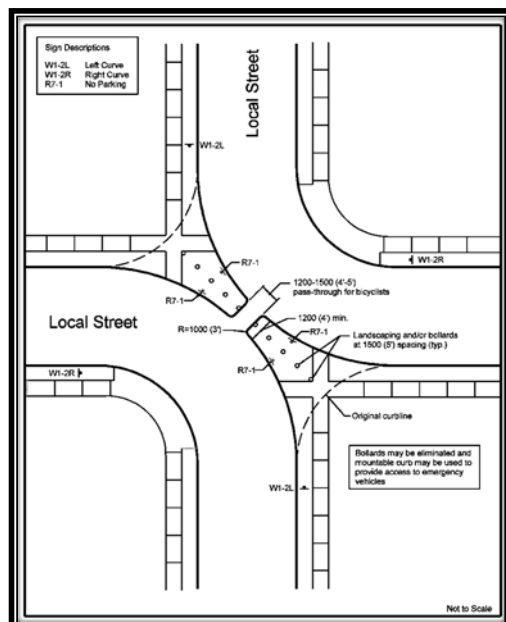 Sign Descriptions
W1-2L Left Curve
W1-2R Right Curve
R7-1 No Parking
Local Street
W1-2L
W1-2R
R7-1
1200-1500 (4'-5')
pass-through for bicyclists
R7-1
1200 (4') min.
Local Street
R=1000 (3')
R7-1
Landscaping and/or bollards
at 1500 (5') spacing (typ.)
W1-2R
R7-1
Original curbline
Bollards may be eliminated and
mountable curb may be used to
provide access to emergency
vehicles
W1-2L
Not to Scale